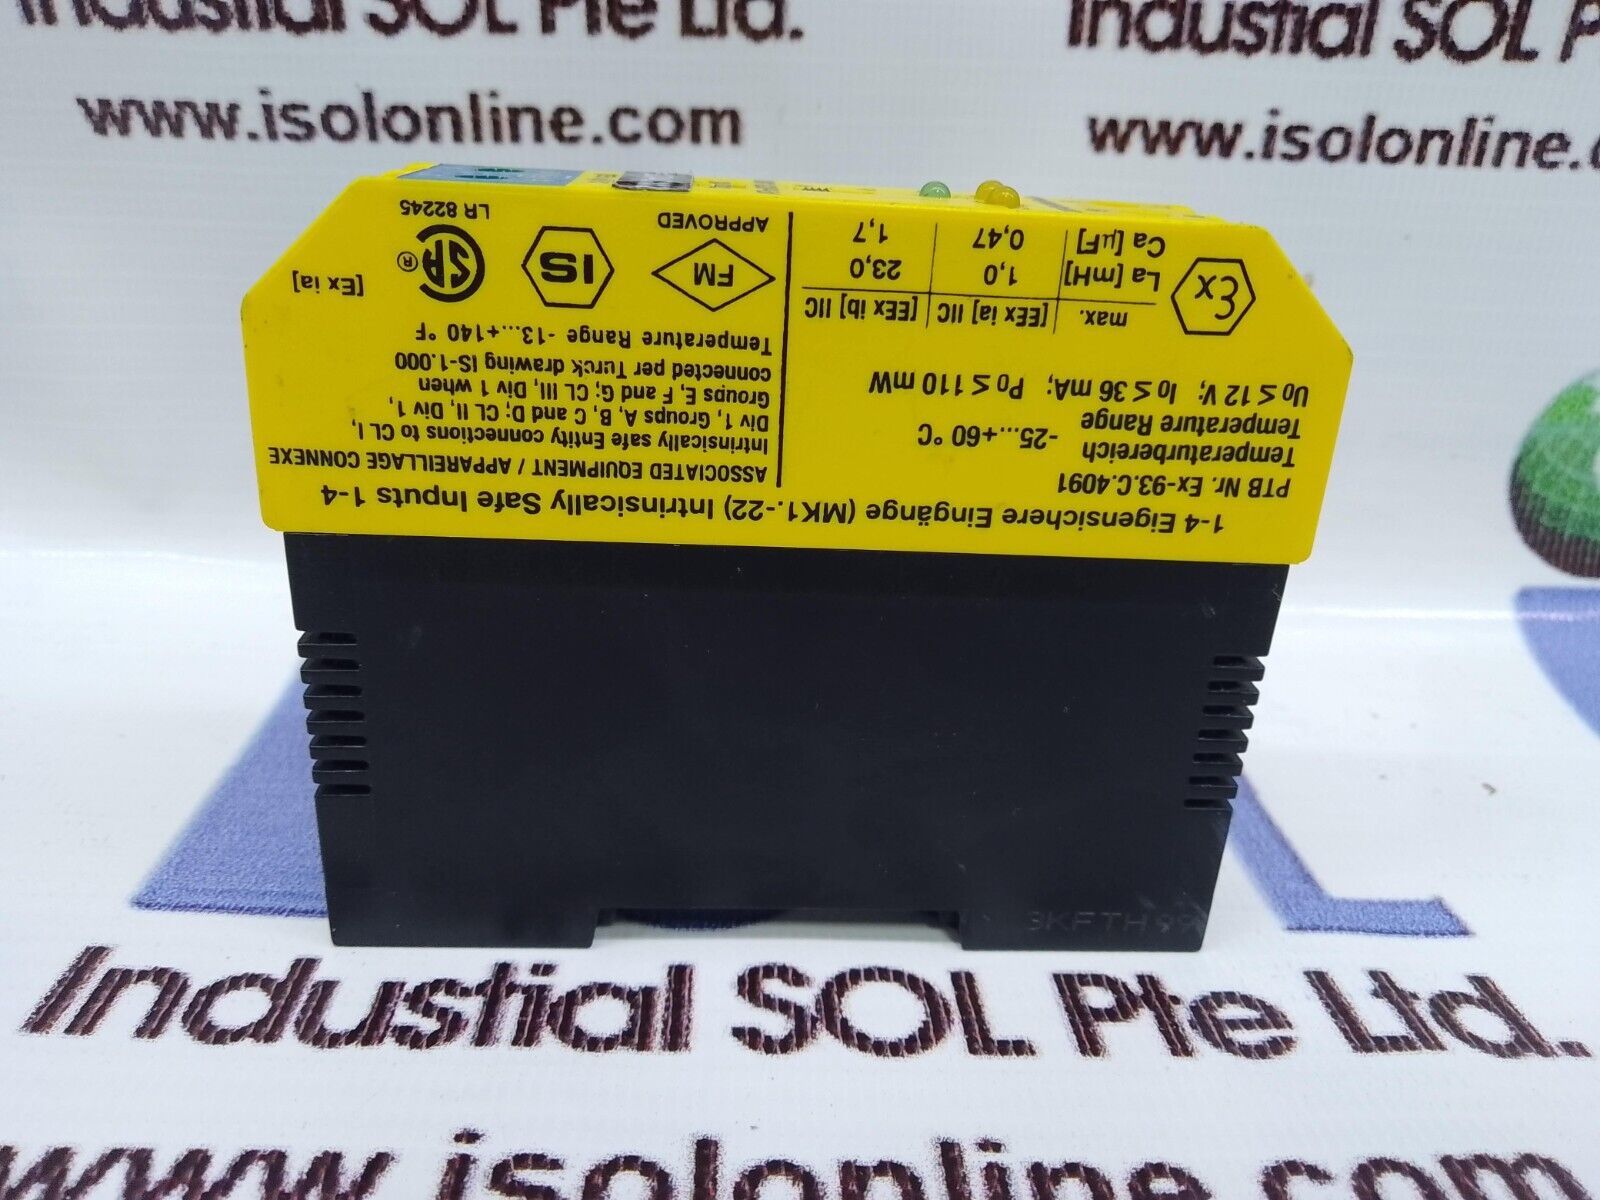 Industial SOL Pte Ltd.
Industial SOL P
www.isolonline.com
www.isolonline.
1-4 Eigensichere Eingänge (MK1..-22) Intrinsically Safe Inputs 1-4
PTB Nr. Ex-93.C.4091
Temperaturbereich
Temperature Range
-25...+60 °C
U₀ ≤ 12 V; I₀ ≤ 36 mA; P₀ ≤ 110 mW
Ex
max. [EEx ia] IIC [EEx ib] IIC
La [mH] 1,0 23,0
Ca [µF] 0,47 1,7
ASSOCIATED EQUIPMENT / APPAREILLAGE CONNEXE
Intrinsically safe Entity connections to CL I,
Div 1, Groups A, B, C and D; CL II, Div 1,
Groups E, F and G; CL III, Div 1 when
connected per Turck drawing IS-1.000
Temperature Range -13...+140 °F
FM
APPROVED
IS
SA ®
LR 82245
[Ex ia]
Industial SOL Pte Ltd.
www.isolonline.com